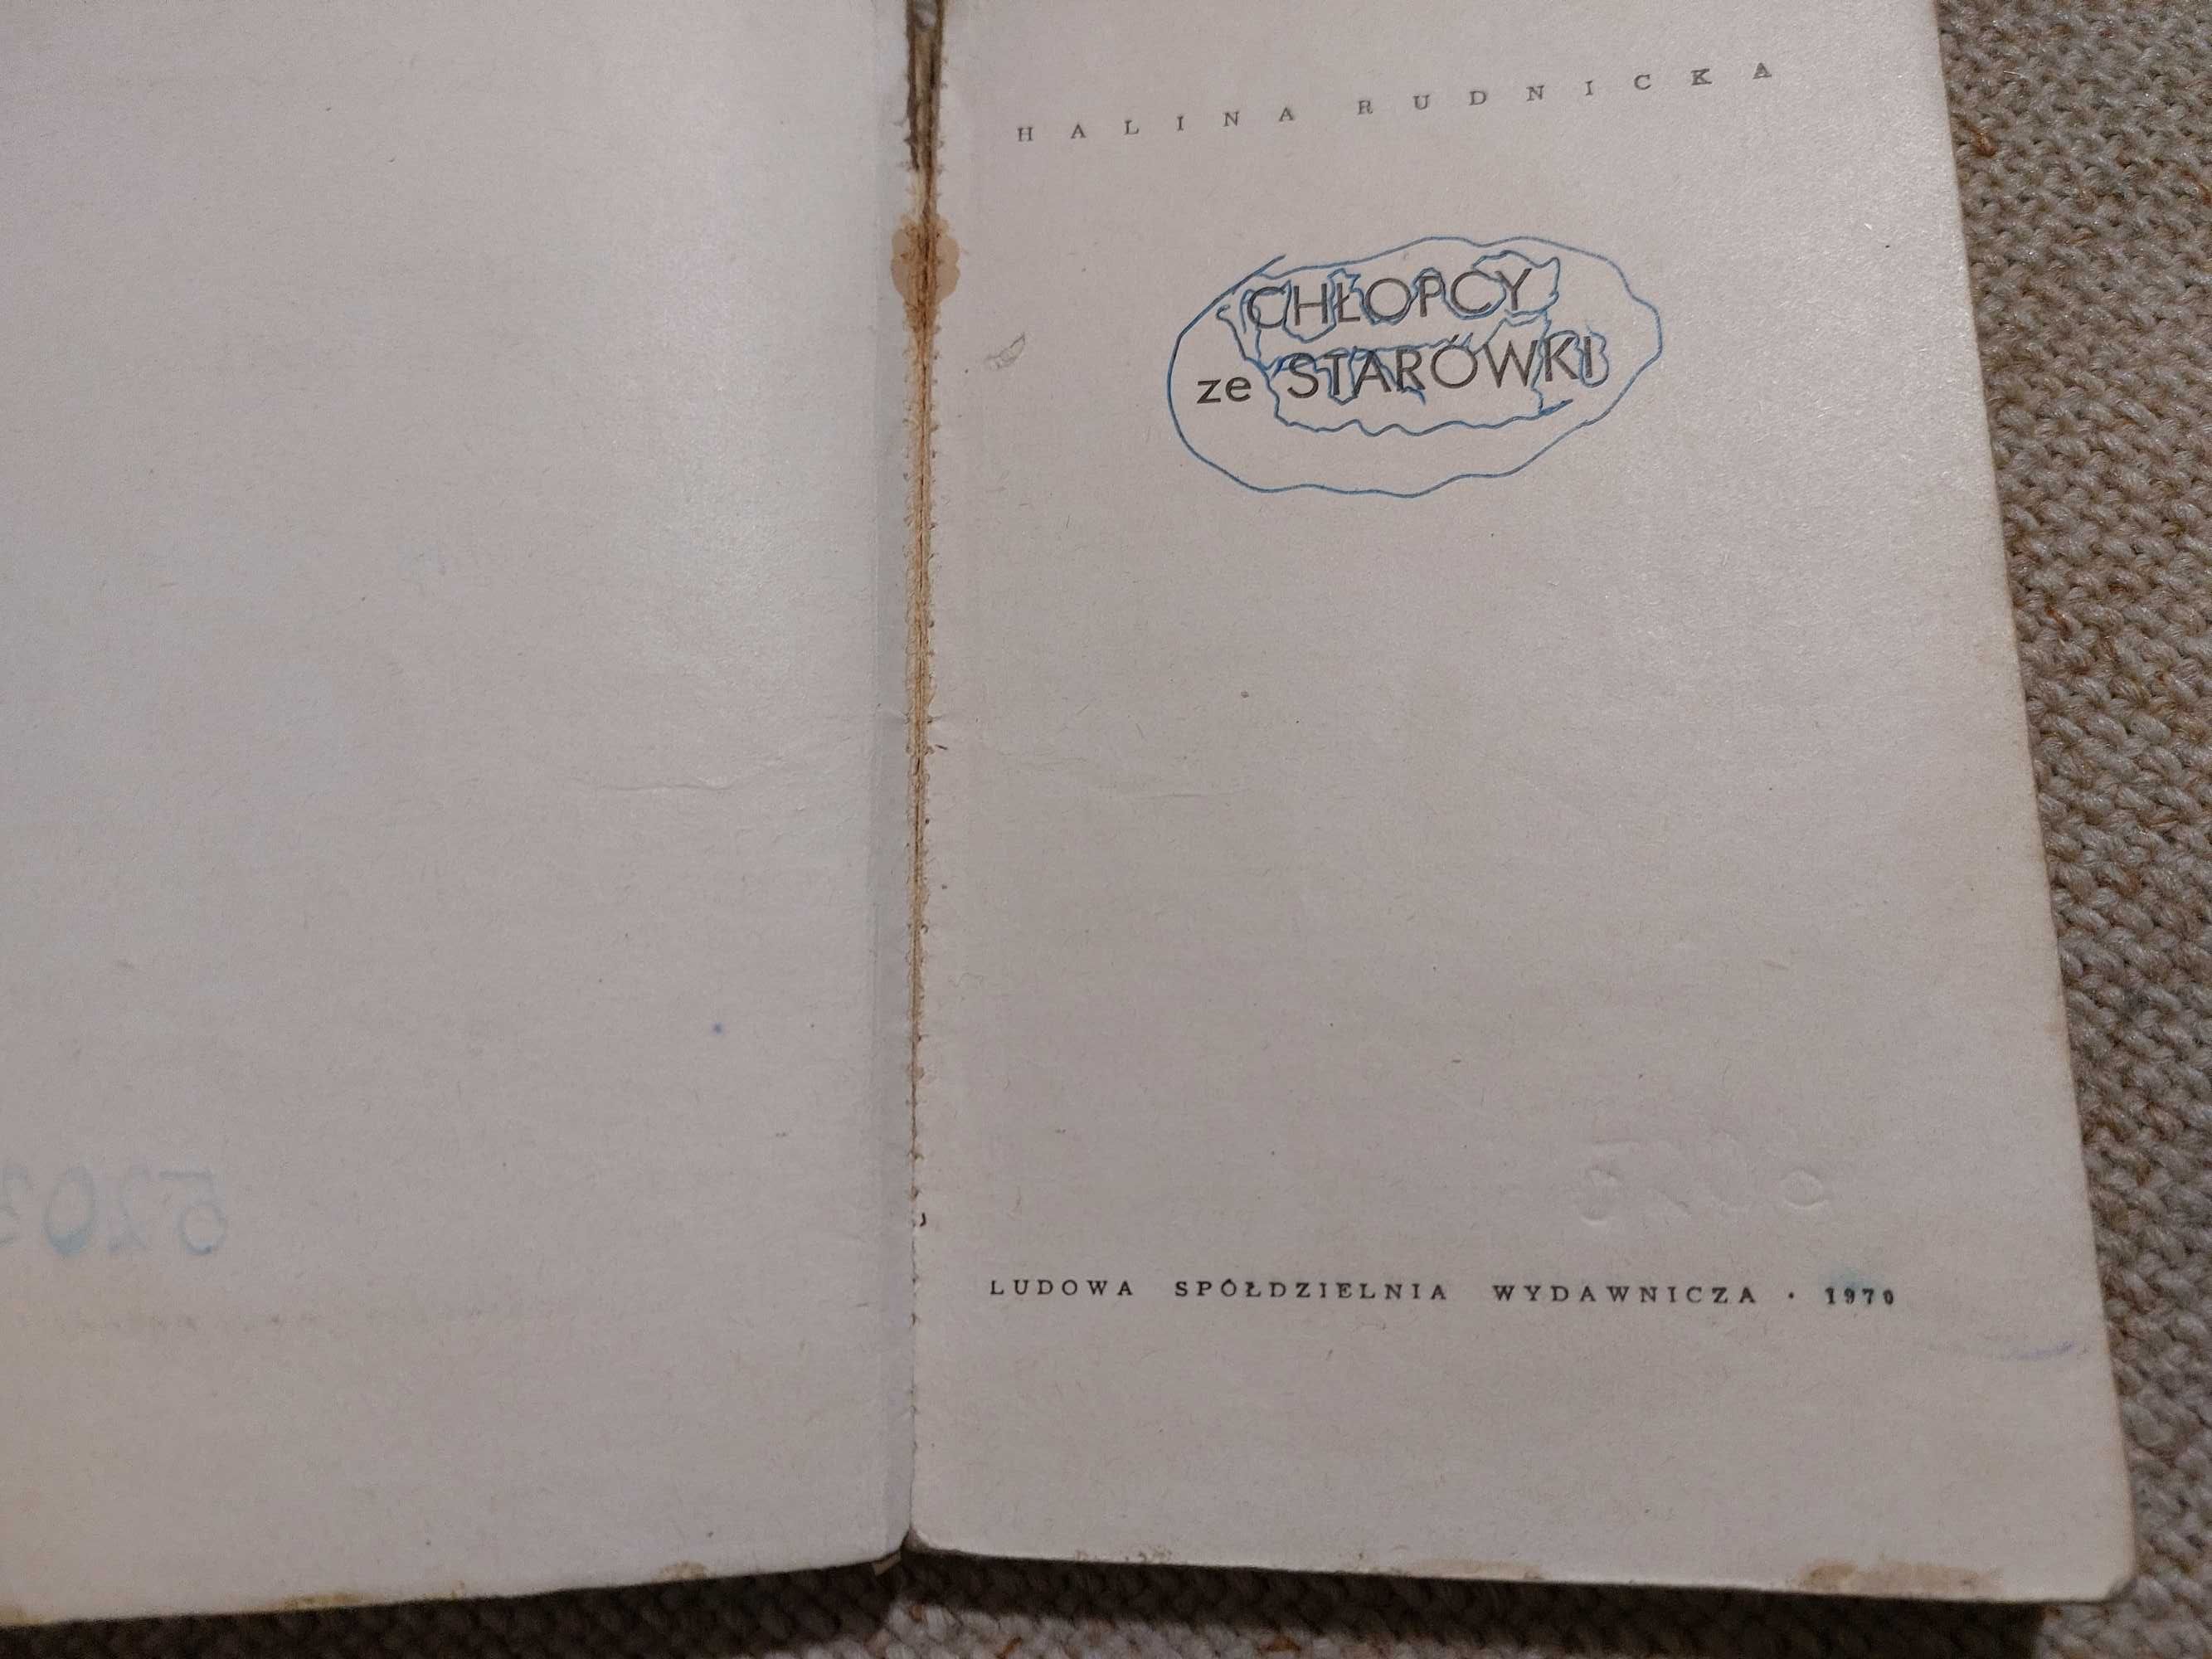 HALINA RUDNICKA
CHŁOPCY
ze STARÓWKI
LUDOWA SPÓŁDZIELNIA WYDAWNICZA · 1970